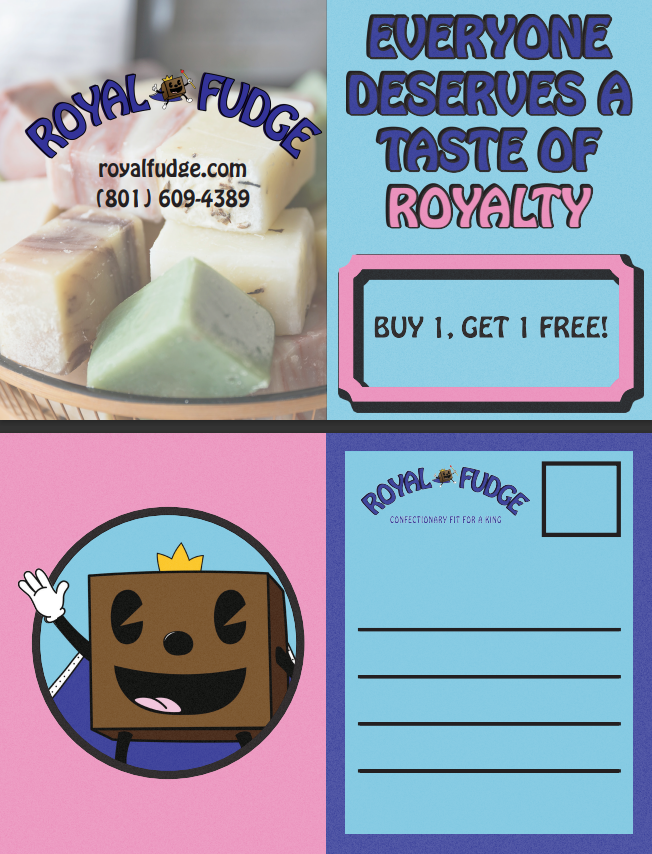 ROYAL FUDGE
royalfudge.com
(801) 609-4389
EVERYONE
DESERVES A
TASTE OF
ROYALTY
BUY 1, GET 1 FREE!
ROYAL FUDGE
CONFECTIONARY FIT FOR A KING